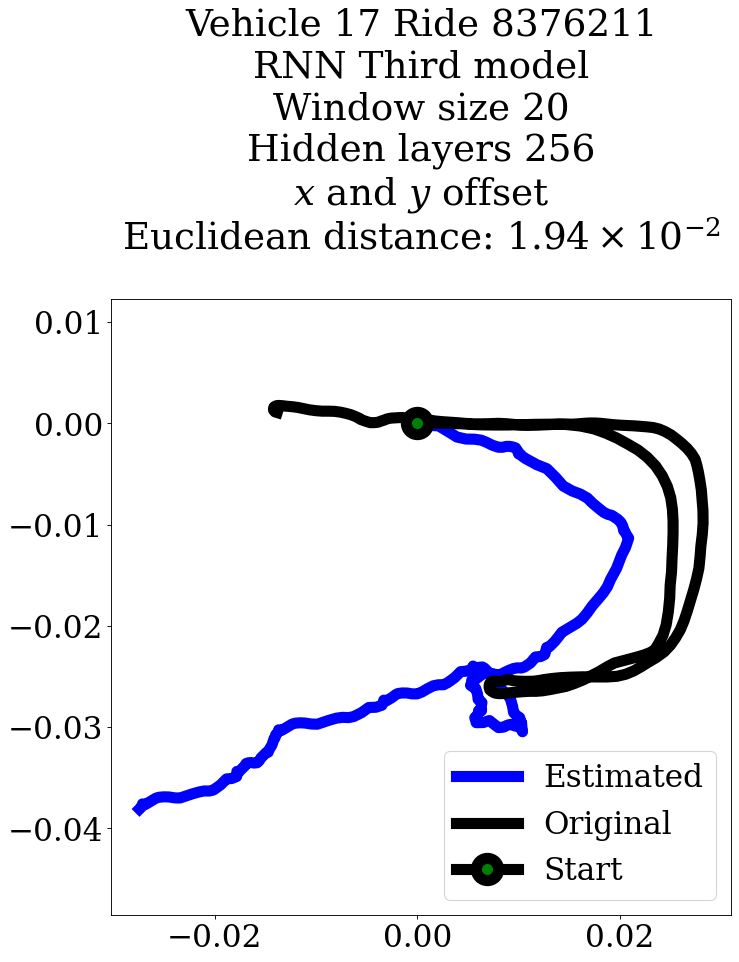 Vehicle 17 Ride 8376211
RNN Third model
Window size 20
Hidden layers 256
x and y offset
Euclidean distance: 1.94 × 10⁻²
0.01
0.00
−0.01
−0.02
−0.03
−0.04
Estimated
Original
Start
−0.02 0.00 0.02